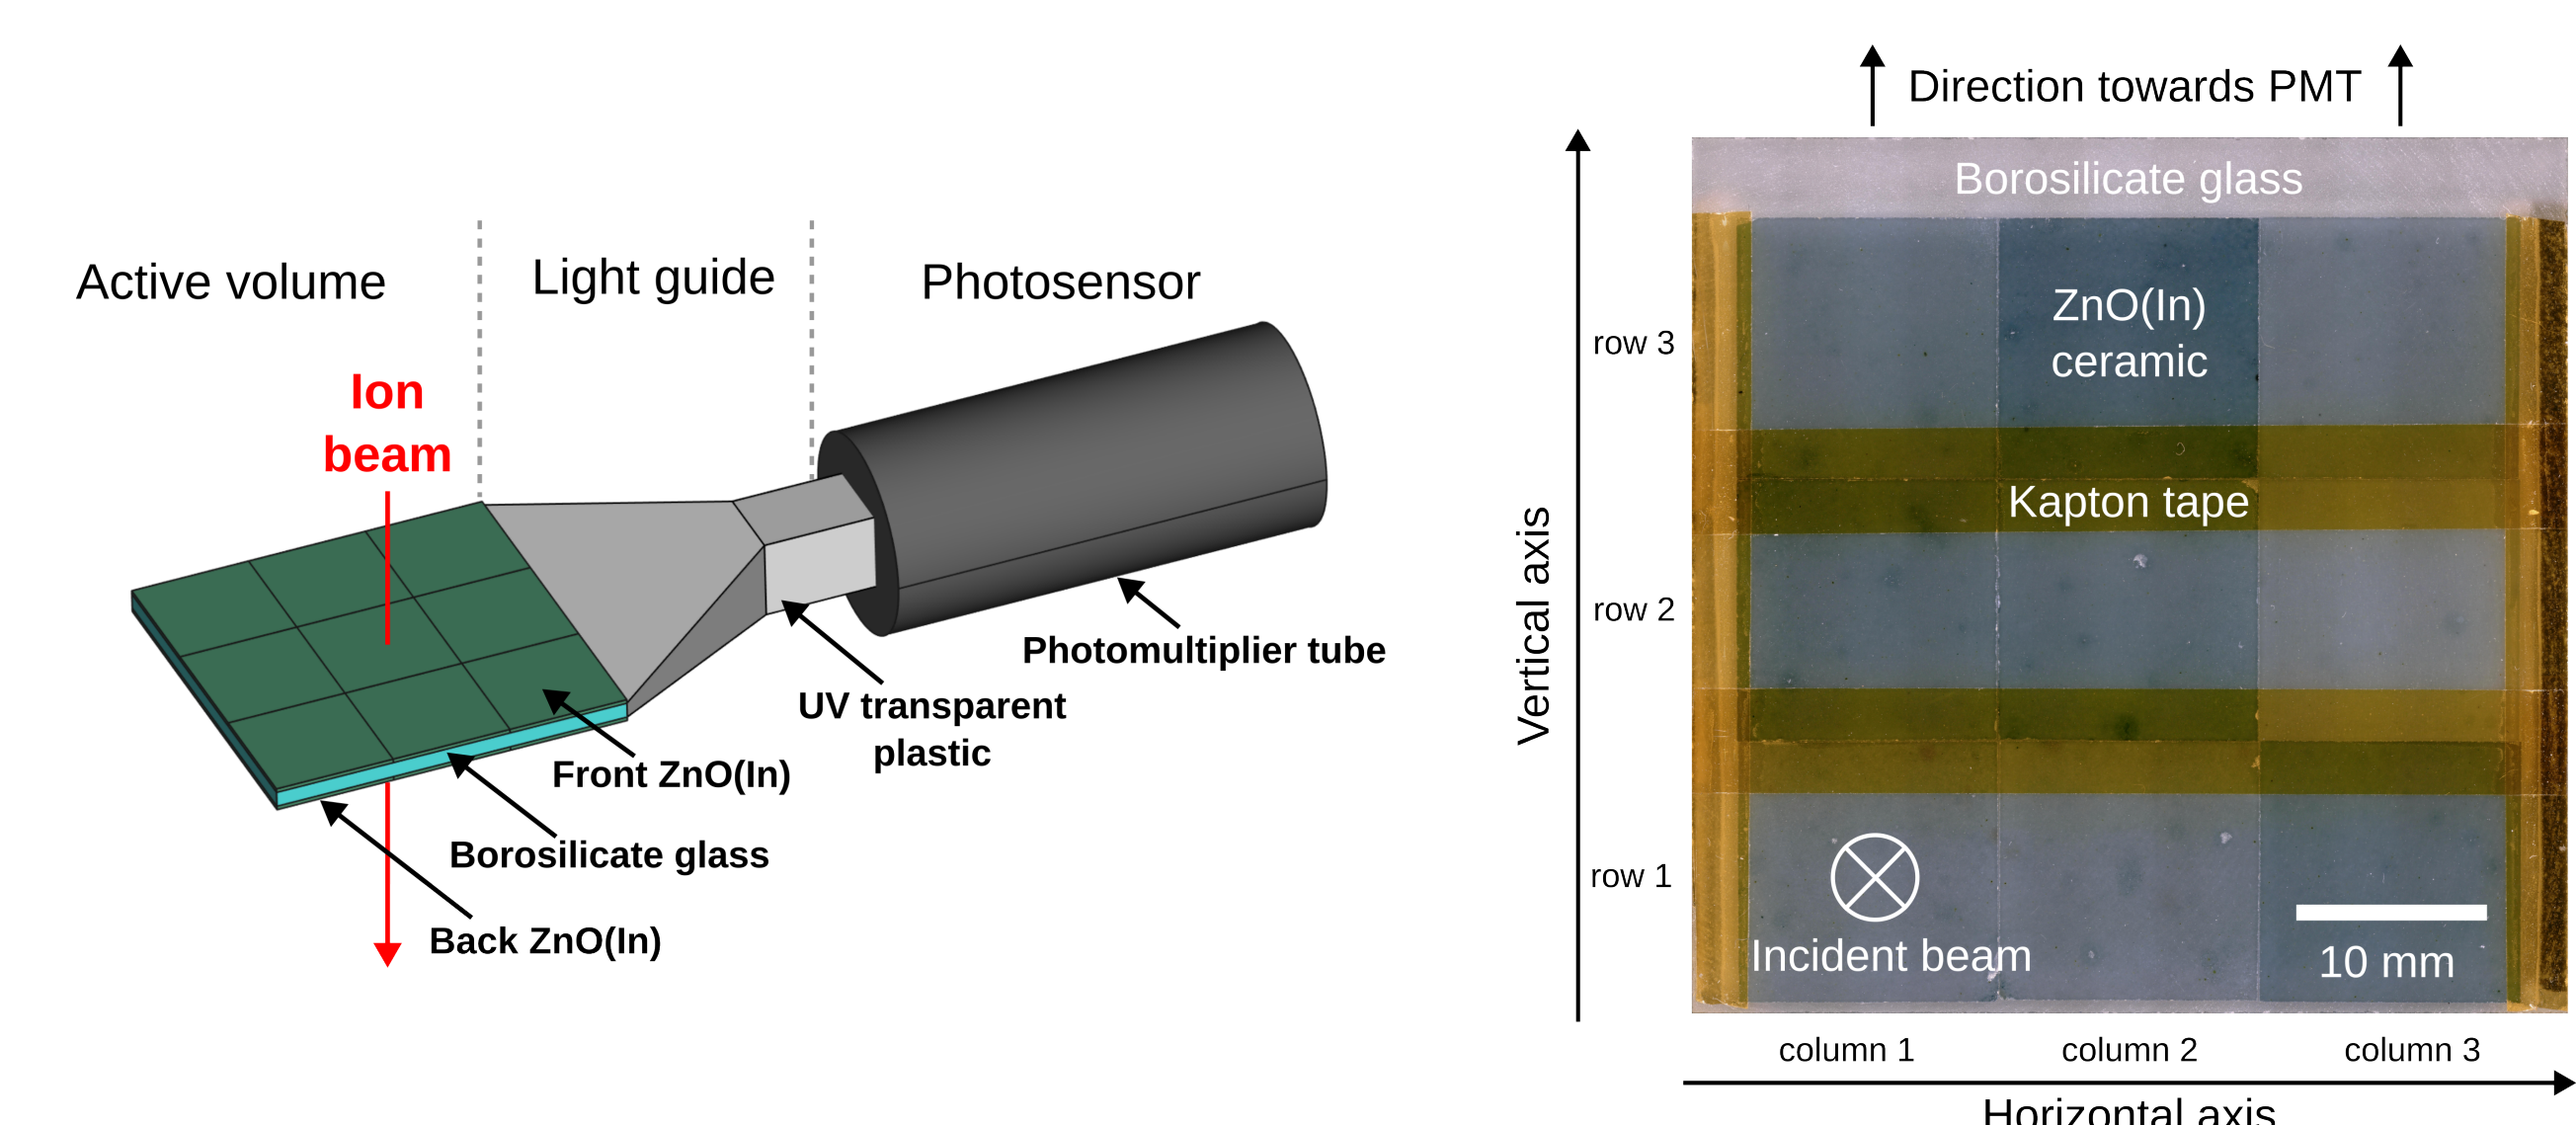 Active volume
Light guide
Photosensor
Ion
beam
Photomultiplier tube
UV transparent
plastic
Front ZnO(In)
Borosilicate glass
Back ZnO(In)
Direction towards PMT
Borosilicate glass
ZnO(In)
ceramic
Kapton tape
Incident beam
10 mm
Vertical axis
row 3
row 2
row 1
column 1
column 2
column 3
Horizontal axis